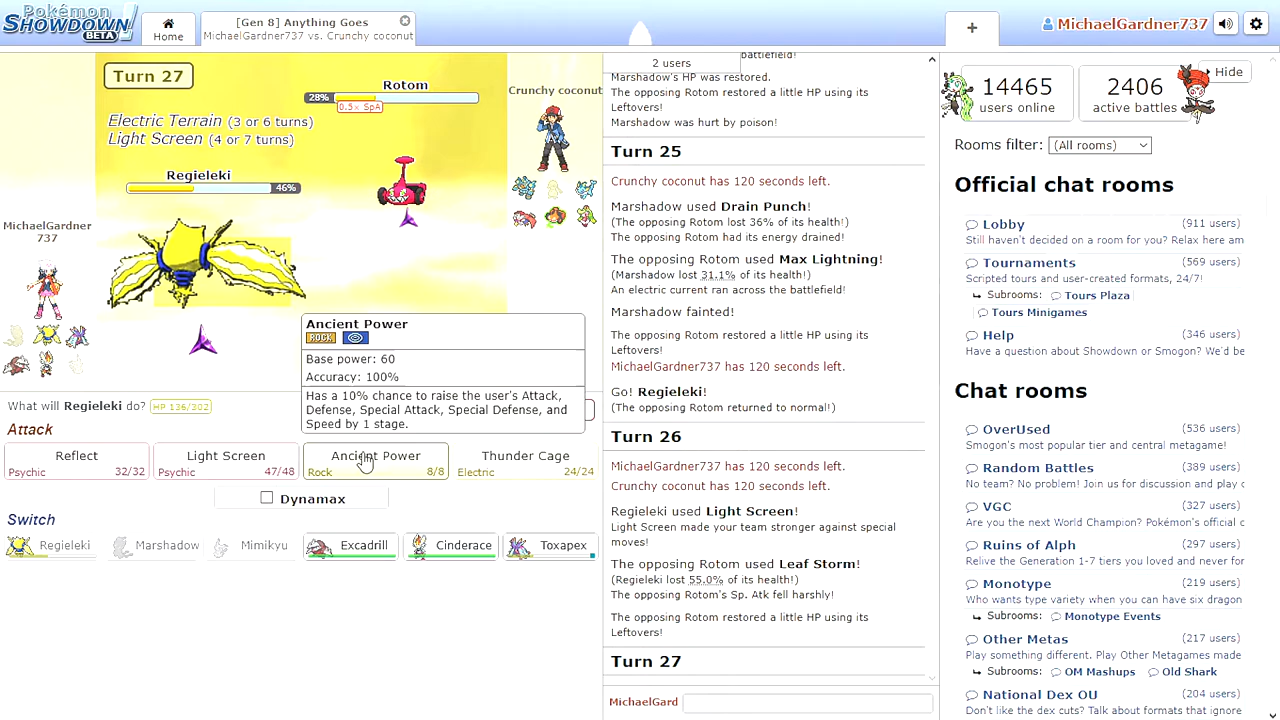 Pokémon
SHOWDOWN
BETA
Home
[Gen 8] Anything Goes
MichaelGardner737 vs. Crunchy coconut
+
MichaelGardner737
Turn 27
Rotom
28%
0.5× SpA
Electric Terrain (3 or 6 turns)
Light Screen (4 or 7 turns)
Regieleki
46%
Crunchy coconut
MichaelGardner
737
Ancient Power
ROCK
Base power: 60
Accuracy: 100%
Has a 10% chance to raise the user's Attack,
Defense, Special Attack, Special Defense, and
Speed by 1 stage.
What will Regieleki do? HP 136/302
Attack
Reflect
Psychic 32/32
Light Screen
Psychic 47/48
Ancient Power
Rock 8/8
Thunder Cage
Electric 24/24
Dynamax
Switch
Regieleki
Marshadow
Mimikyu
Excadrill
Cinderace
Toxapex
2 users
battlefield!
Marshadow's HP was restored.
The opposing Rotom restored a little HP using its
Leftovers!
Marshadow was hurt by poison!
Turn 25
Crunchy coconut has 120 seconds left.
Marshadow used Drain Punch!
(The opposing Rotom lost 36% of its health!)
The opposing Rotom had its energy drained!
The opposing Rotom used Max Lightning!
(Marshadow lost 31.1% of its health!)
An electric current ran across the battlefield!
Marshadow fainted!
The opposing Rotom restored a little HP using its
Leftovers!
MichaelGardner737 has 120 seconds left.
Go! Regieleki!
(The opposing Rotom returned to normal!)
Turn 26
MichaelGardner737 has 120 seconds left.
Crunchy coconut has 120 seconds left.
Regieleki used Light Screen!
Light Screen made your team stronger against special
moves!
The opposing Rotom used Leaf Storm!
(Regieleki lost 55.0% of its health!)
The opposing Rotom's Sp. Atk fell harshly!
The opposing Rotom restored a little HP using its
Leftovers!
Turn 27
MichaelGard
Hide
14465
users online
2406
active battles
Rooms filter: (All rooms)
Official chat rooms
Lobby (911 users)
Still haven't decided on a room for you? Relax here am
Tournaments (569 users)
Scripted tours and user-created formats, 24/7!
Subrooms: Tours Plaza
Tours Minigames
Help (346 users)
Have a question about Showdown or Smogon? We'd be
Chat rooms
OverUsed (536 users)
Smogon's most popular tier and central metagame!
Random Battles (389 users)
No team? No problem! Join us for discussion and play c
VGC (327 users)
Are you the next World Champion? Pokémon's official c
Ruins of Alph (297 users)
Relive the Generation 1-7 tiers you loved and never for
Monotype (219 users)
Who wants type variety when you can have six dragon
Subrooms: Monotype Events
Other Metas (217 users)
Play something different. Play Other Metagames made
Subrooms: OM Mashups Old Shark
National Dex OU (204 users)
Don't like the dex cuts? Talk about formats that ignore